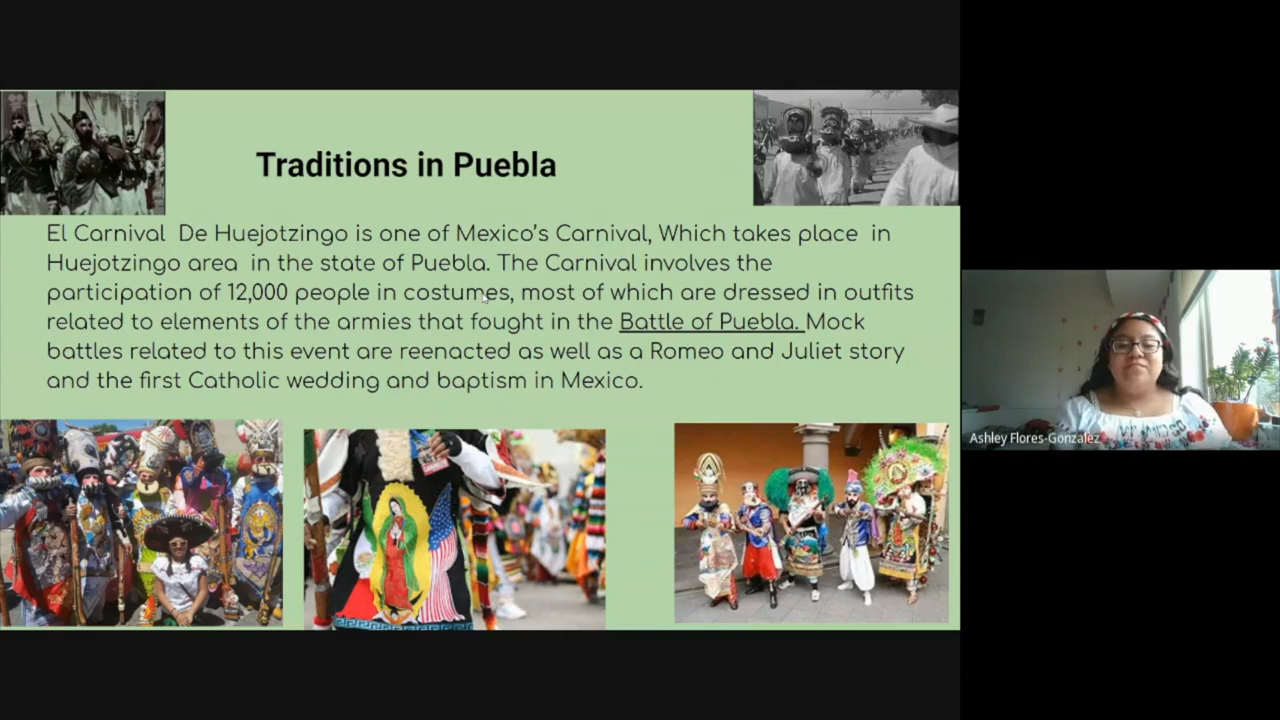 Traditions in Puebla
El Carnival De Huejotzingo is one of Mexico's Carnival, Which takes place in
Huejotzingo area in the state of Puebla. The Carnival involves the
participation of 12,000 people in costumes, most of which are dressed in outfits
related to elements of the armies that fought in the Battle of Puebla. Mock
battles related to this event are reenacted as well as a Romeo and Juliet story
and the first Catholic wedding and baptism in Mexico.
Ashley Flores-Gonzalez